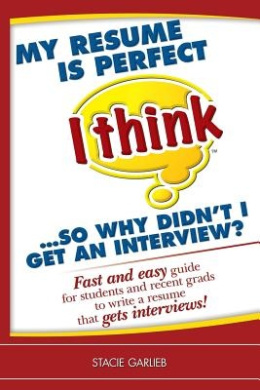 MY RESUME
IS PERFECT
I think
™
...SO WHY DIDN'T I
GET AN INTERVIEW?
Fast and easy guide
for students and recent grads
to write a resume
that gets interviews!
STACIE GARLIEB